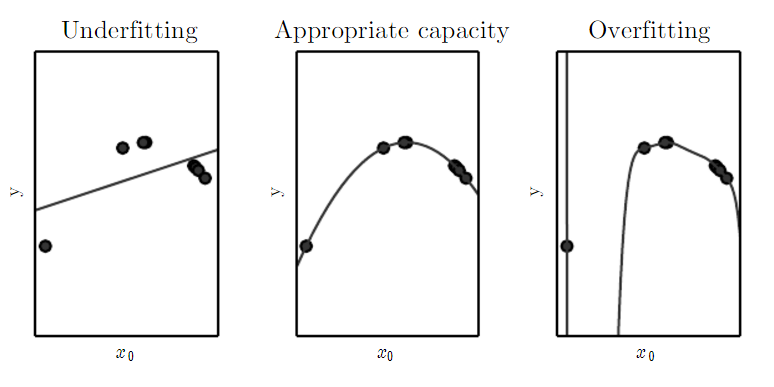 Underfitting
Appropriate capacity
Overfitting
y
y
y
x₀
x₀
x₀